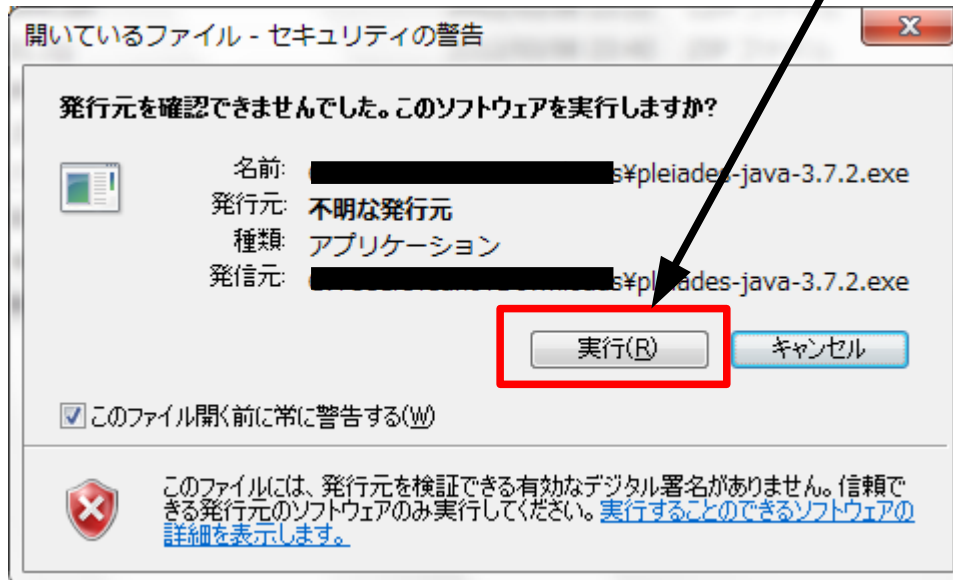 開いているファイル - セキュリティの警告
発行元を確認できませんでした。このソフトウェアを実行しますか?
名前: s¥pleiades-java-3.7.2.exe
発行元: 不明な発行元
種類: アプリケーション
発信元: s¥pleiades-java-3.7.2.exe
実行(R) キャンセル
このファイル開く前に常に警告する(W)
このファイルには、発行元を検証できる有効なデジタル署名がありません。信頼で
きる発行元のソフトウェアのみ実行してください。実行することのできるソフトウェアの
詳細を表示します。